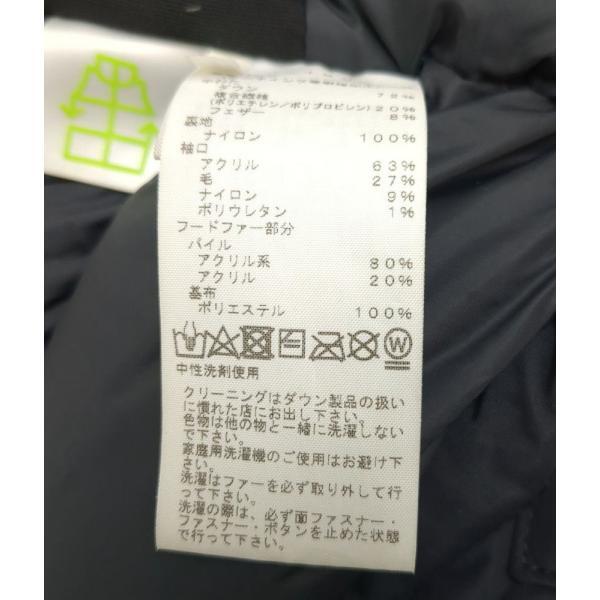 ダウン 72%
複合繊維
(ポリエチレン/ポリプロピレン) 20%
フェザー 8%
裏地
ナイロン 100%
袖口
アクリル 63%
毛 27%
ナイロン 9%
ポリウレタン 1%
フードファー部分
パイル
アクリル系 80%
アクリル 20%
基布
ポリエステル 100%
W
中性洗剤使用
クリーニングはダウン製品の扱い
に慣れた店にお出し下さい。
色物は他の物と一緒に洗濯しない
で下さい。
家庭用洗濯機のご使用はお避け下
さい。
洗濯はファーを必ず取り外して行
って下さい。
洗濯の際は、必ず面ファスナー・
ファスナー・ボタンを止めた状態
で行って下さい。